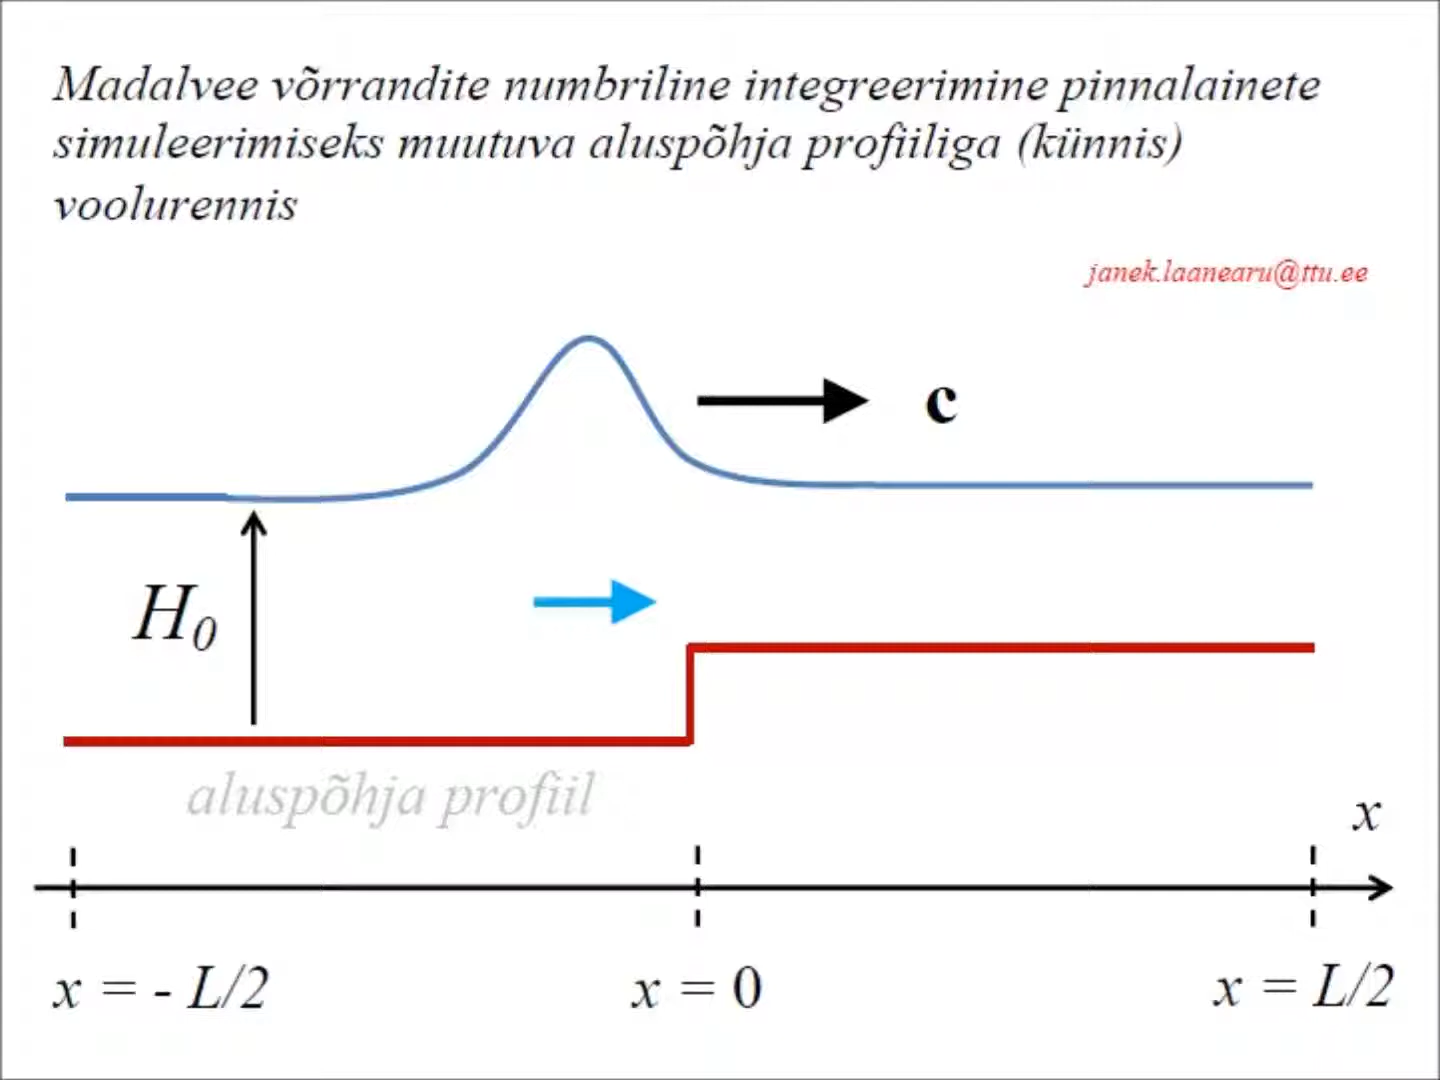 Madalvee võrrandite numbriline integreerimine pinnalainete
simuleerimiseks muutuva aluspõhja profiiliga (künnis)
voolurennis
janek.laanearu@ttu.ee
c
H₀
aluspõhja profiil
x
x = - L/2
x = 0
x = L/2